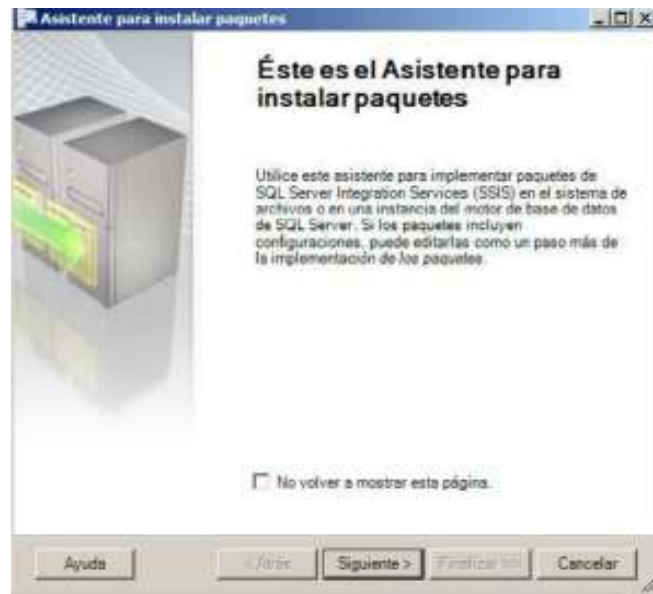 Asistente para instalar paquetes
Éste es el Asistente para
instalar paquetes
Utilice este asistente para implementar paquetes de
SQL Server Integration Services (SSIS) en el sistema de
archivos o en una instancia del motor de base de datos
de SQL Server. Si los paquetes incluyen
configuraciones, puede editarlas como un paso más de
la implementación de los paquetes.
No volver a mostrar esta página.
Ayuda
< Atrás
Siguiente >
Finalizar >>|
Cancelar